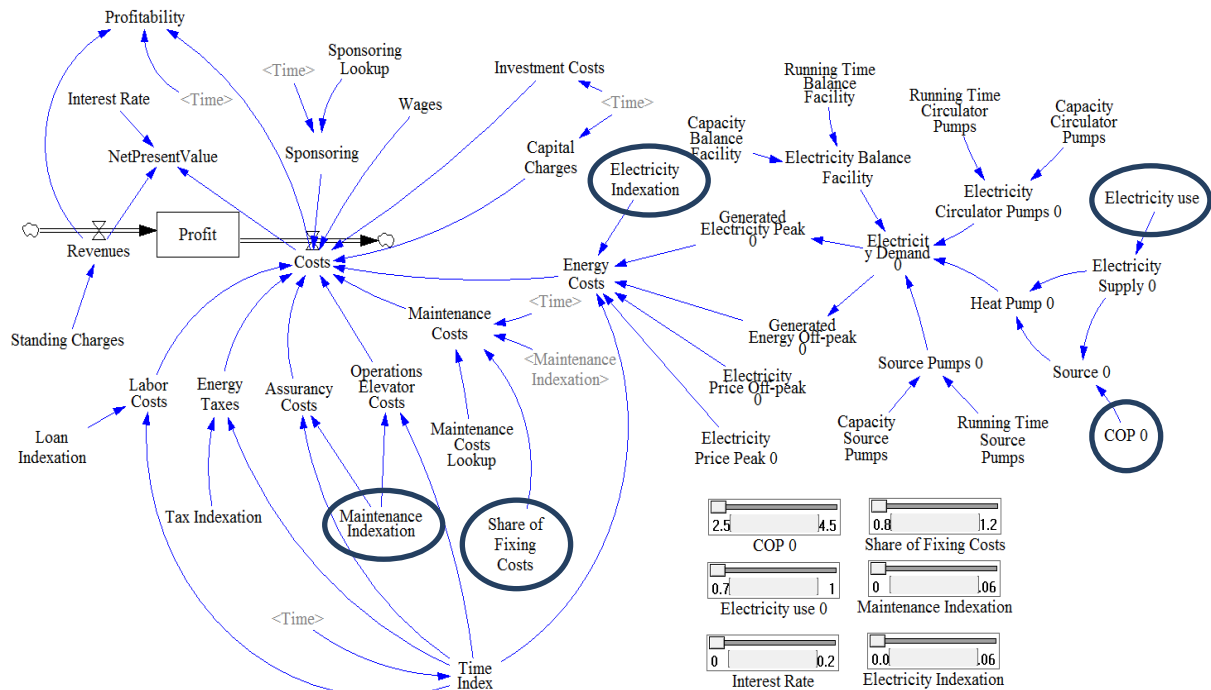 Profitability
<Time>
Sponsoring
Lookup
Investment Costs
Interest Rate
<Time>
Wages
<Time>
NetPresentValue
Sponsoring
Capital
Charges
Running Time
Balance
Facility
Running Time
Circulator
Pumps
Capacity
Circulator
Pumps
Capacity
Balance
Facility
Electricity Balance
Facility
Electricity
Indexation
Electricity
Circulator Pumps 0
Electricity use
Revenues
Profit
Costs
Generated
Electricity Peak
0
Electricit
y Demand
0
Energy
Costs
Electricity
Supply 0
Heat Pump 0
Standing Charges
Maintenance
Costs
<Time>
<Maintenance
Indexation>
Generated
Energy Off-peak
0
Source Pumps 0
Source 0
Labor
Costs
Energy
Taxes
Assurancy
Costs
Operations
Elevator
Costs
Electricity
Price Off-peak
0
Loan
Indexation
Maintenance
Costs
Lookup
Electricity
Price Peak 0
Capacity
Source
Pumps
Running Time
Source
Pumps
COP 0
Tax Indexation
Maintenance
Indexation
Share of
Fixing
Costs
<Time>
Time
Index
2.5 4.5
COP 0
0.8 1.2
Share of Fixing Costs
0.7 1
Electricity use 0
0 .06
Maintenance Indexation
0 0.2
Interest Rate
0.0 .06
Electricity Indexation